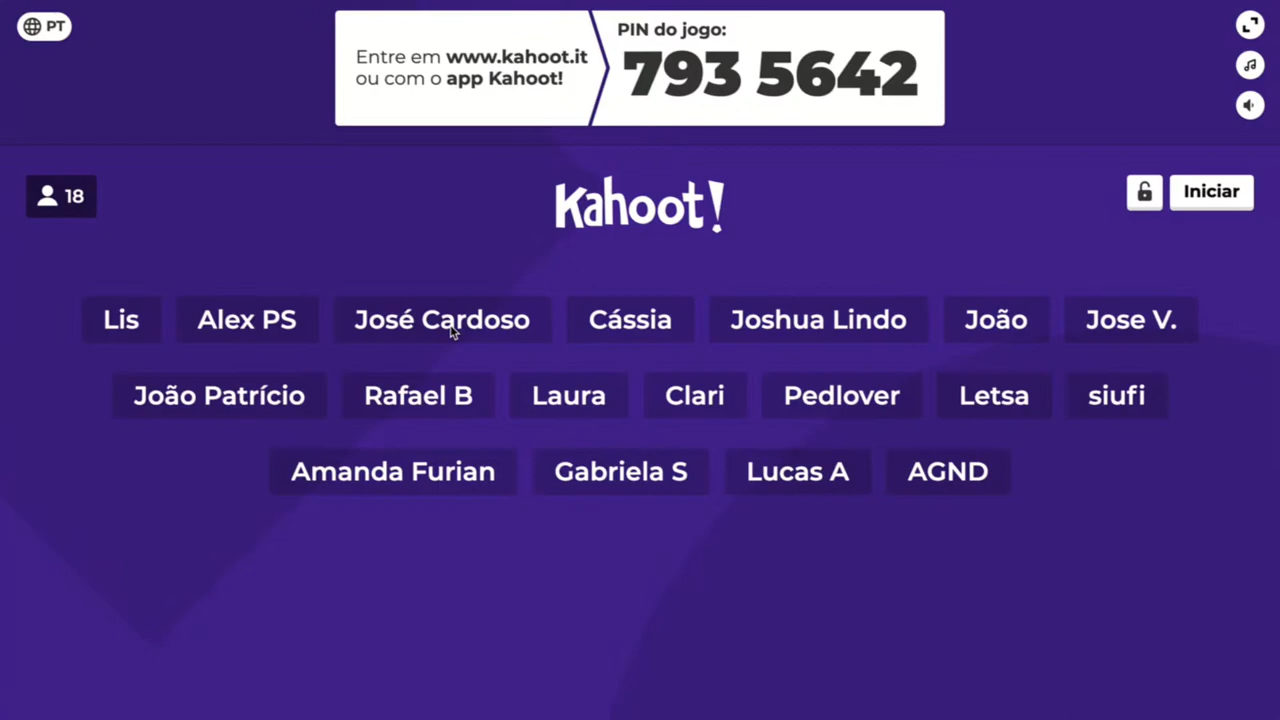 PT
Entre em www.kahoot.it
ou com o app Kahoot!
PIN do jogo:
793 5642
18
Kahoot!
Iniciar
Lis Alex PS José Cardoso Cássia Joshua Lindo João Jose V.
João Patrício Rafael B Laura Clari Pedlover Letsa siufi
Amanda Furian Gabriela S Lucas A AGND